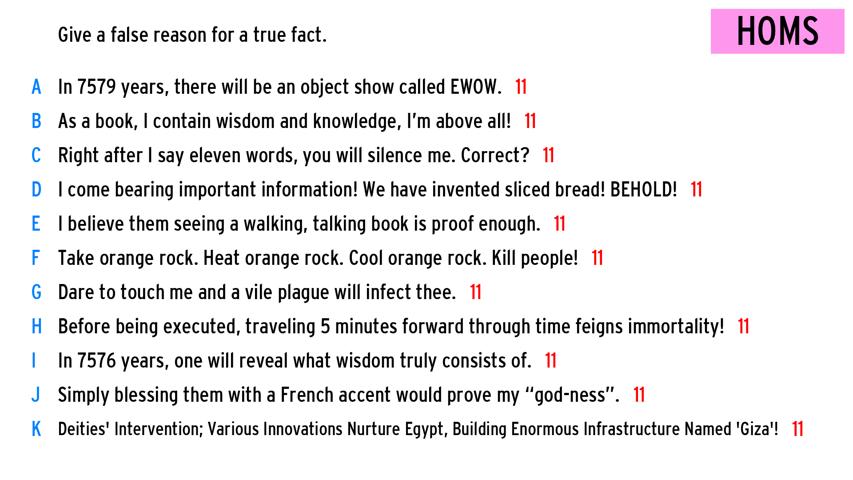 Give a false reason for a true fact.
HOMS
A In 7579 years, there will be an object show called EWOW. 11
B As a book, I contain wisdom and knowledge, I'm above all! 11
C Right after I say eleven words, you will silence me. Correct? 11
D I come bearing important information! We have invented sliced bread! BEHOLD! 11
E I believe them seeing a walking, talking book is proof enough. 11
F Take orange rock. Heat orange rock. Cool orange rock. Kill people! 11
G Dare to touch me and a vile plague will infect thee. 11
H Before being executed, traveling 5 minutes forward through time feigns immortality! 11
I In 7576 years, one will reveal what wisdom truly consists of. 11
J Simply blessing them with a French accent would prove my “god-ness”. 11
K Deities' Intervention; Various Innovations Nurture Egypt, Building Enormous Infrastructure Named 'Giza'! 11